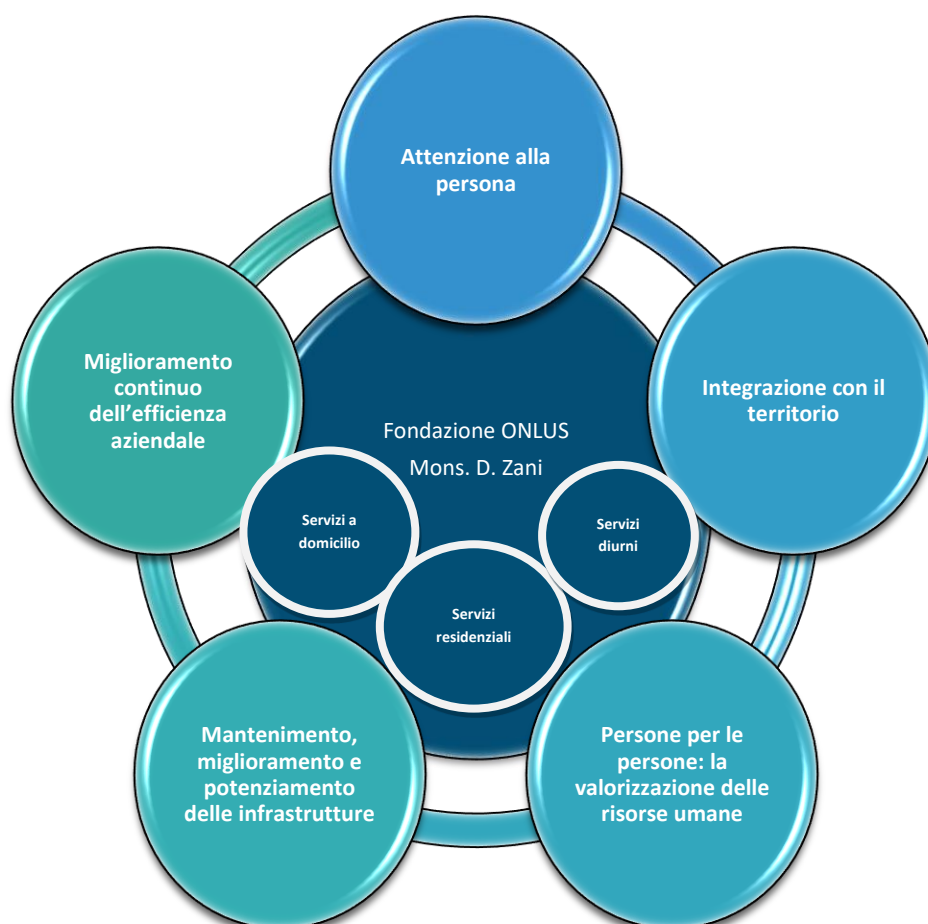 Attenzione alla
persona
Integrazione con il
territorio
Persone per le
persone: la
valorizzazione delle
risorse umane
Mantenimento,
miglioramento e
potenziamento
delle infrastrutture
Miglioramento
continuo
dell’efficienza
aziendale
Fondazione ONLUS
Mons. D. Zani
Servizi a
domicilio
Servizi
residenziali
Servizi
diurni